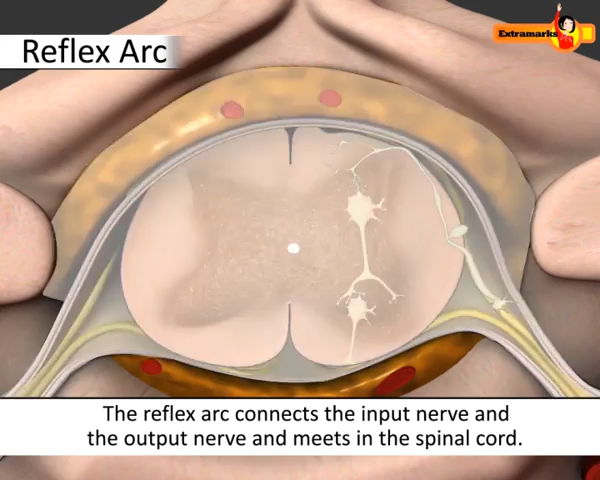 Extramarks
Reflex Arc
The reflex arc connects the input nerve and
the output nerve and meets in the spinal cord.